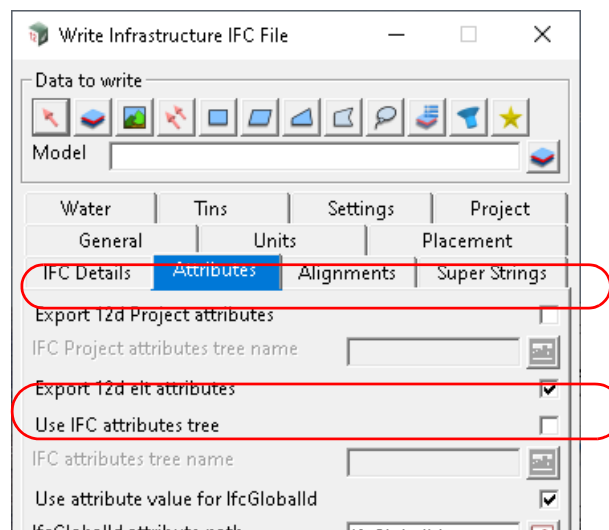 Write Infrastructure IFC File
Data to write
Model
Water Tins Settings Project
General Units Placement
IFC Details Attributes Alignments Super Strings
Export 12d Project attributes
IFC Project attributes tree name
Export 12d elt attributes
Use IFC attributes tree
IFC attributes tree name
Use attribute value for IfcGlobalId